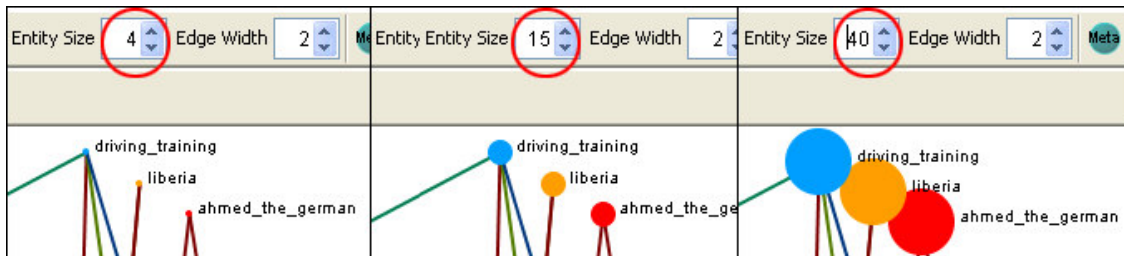 Entity Size 4 Edge Width 2 Me
Entity Entity Size 15 Edge Width 2
Entity Size 40 Edge Width 2 Meta
driving_training
liberia
ahmed_the_german
driving_training
liberia
ahmed_the_ge
driving_training
liberia
ahmed_the_german